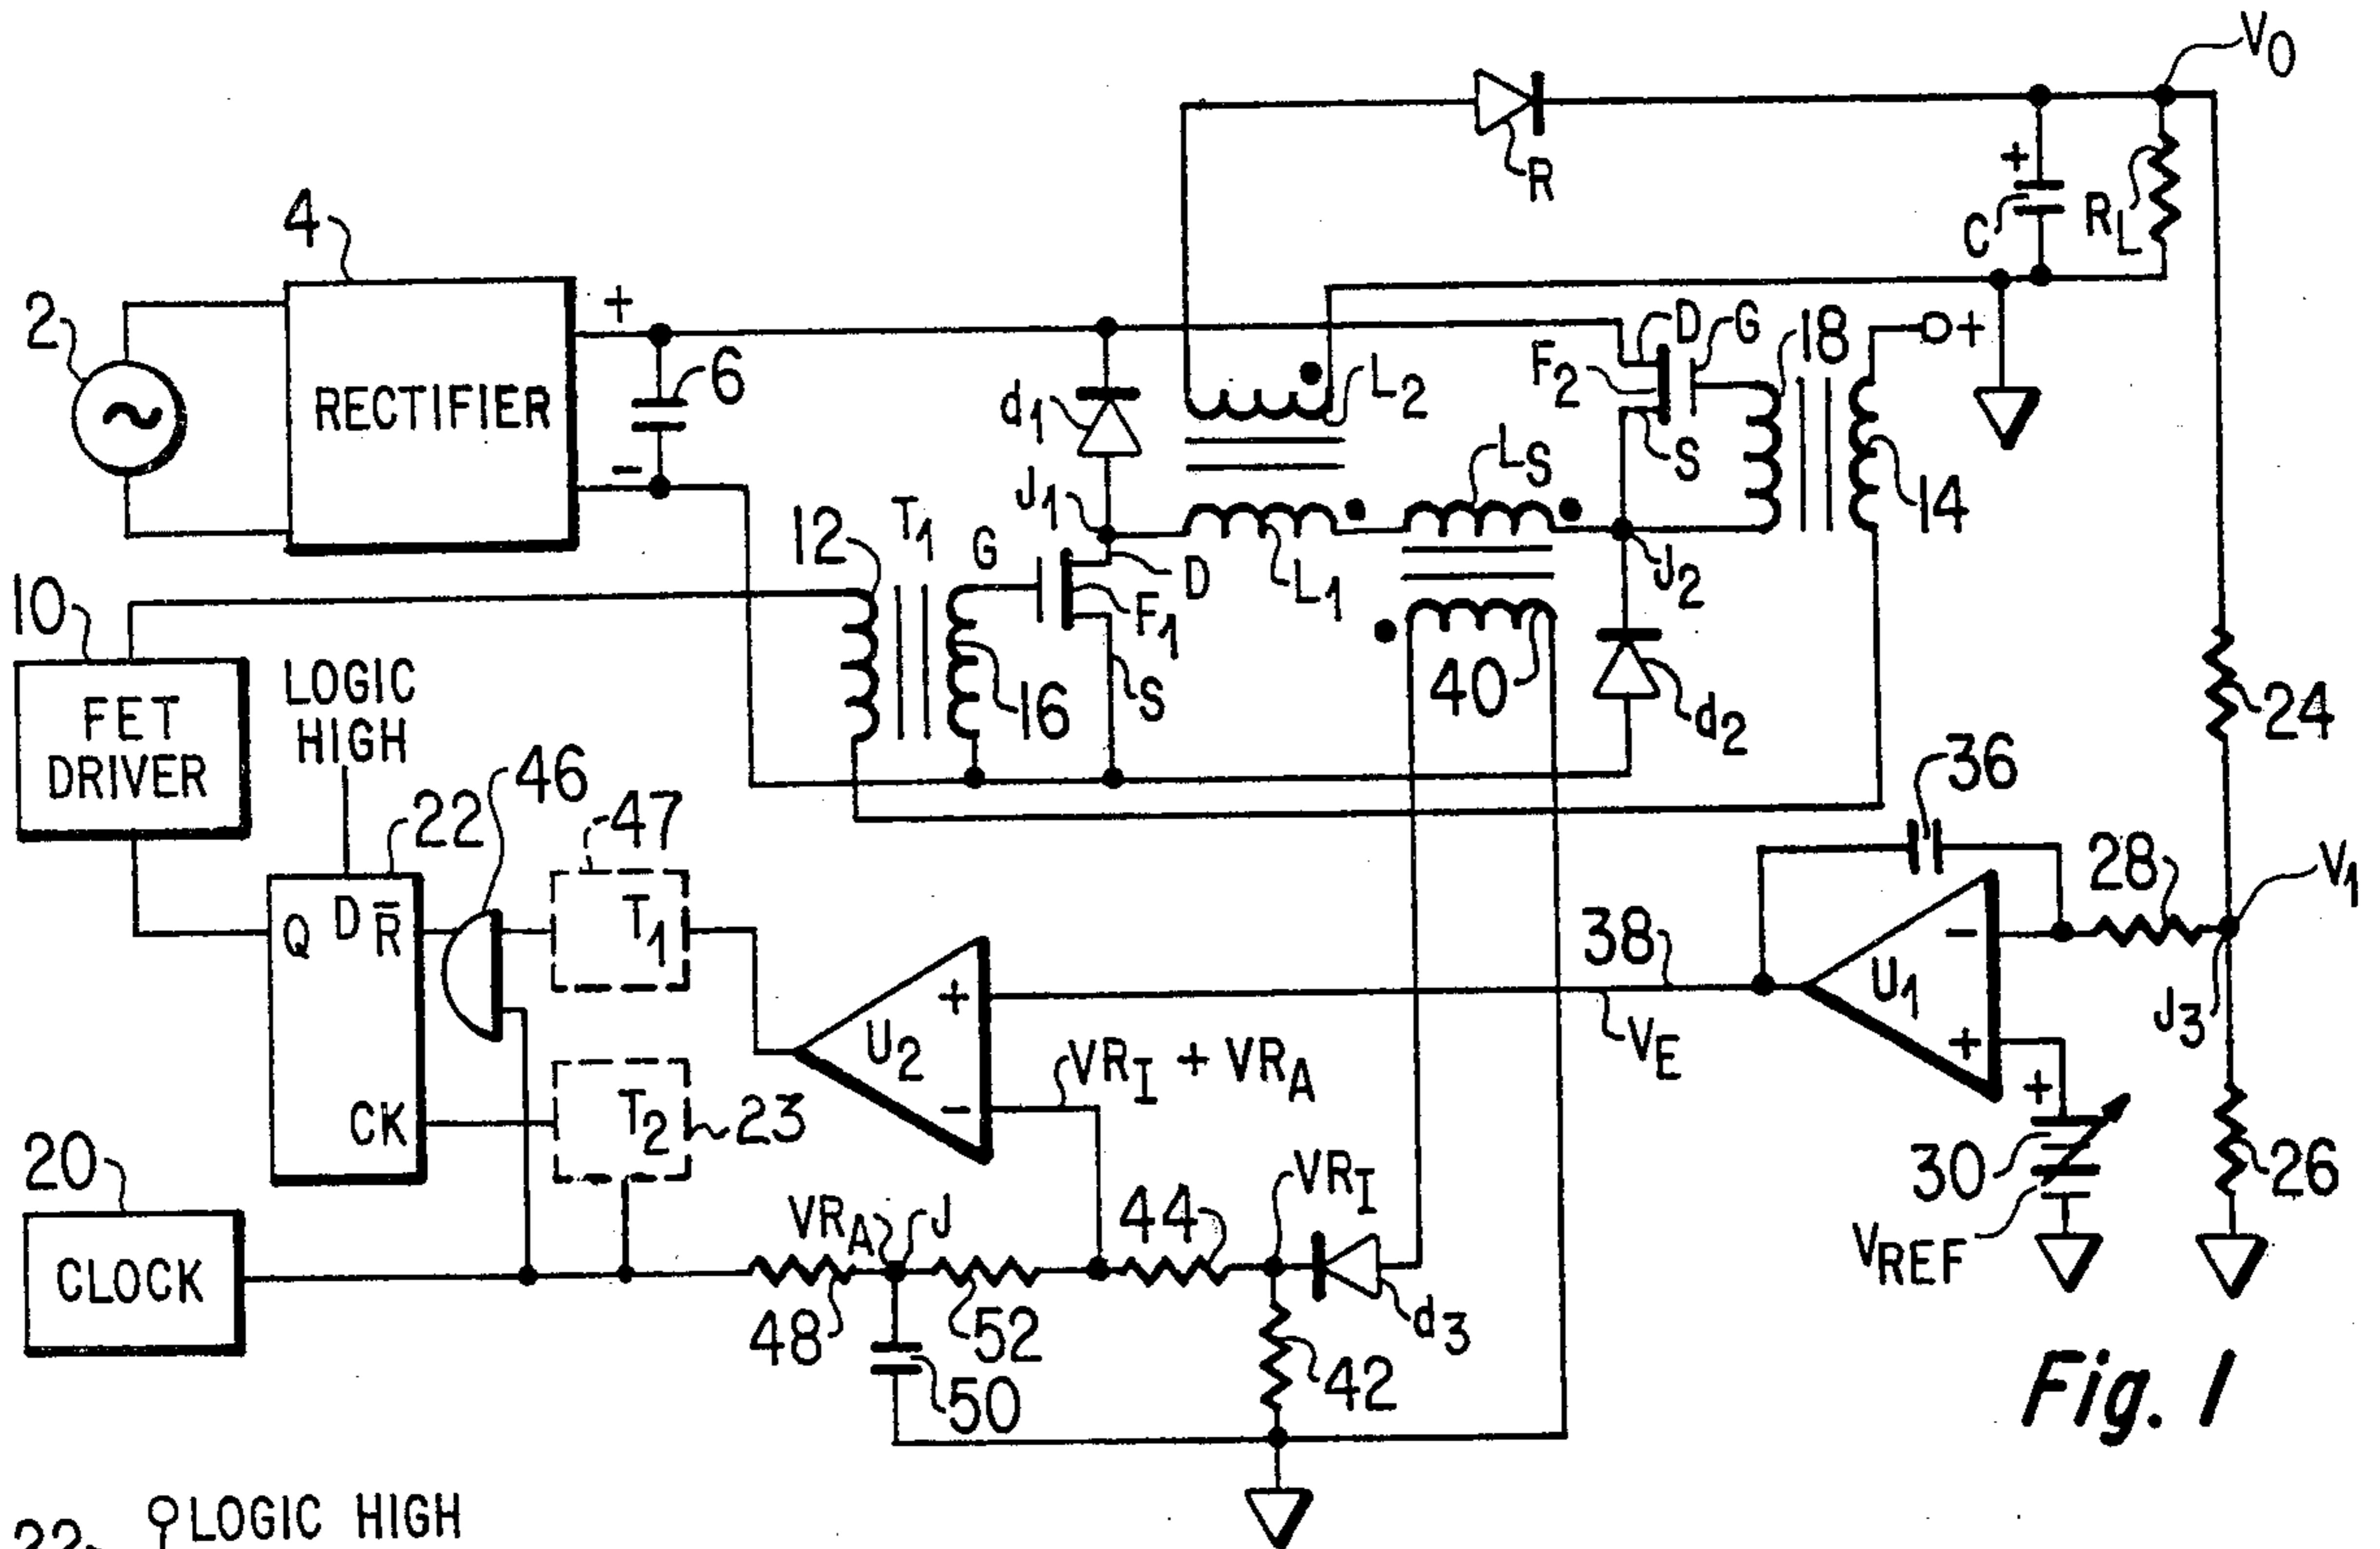 V0
R
+
C
RL
4
+
2
RECTIFIER
6
−
d1
L2
F2
D
G
18
+
J1
LS
S
14
12
T1
G
D
L1
J2
10
F1
FET
DRIVER
LOGIC
HIGH
16
S
40
d2
24
46
47
22
36
Q
D
R̅
T1
28
V1
38
U1
−
+
J3
U2
+
−
VRI + VRA
VE
CK
T2
23
20
CLOCK
VRA
J
44
VRI
30
+
VREF
26
48
52
50
42
d3
Fig. 1
22
LOGIC HIGH